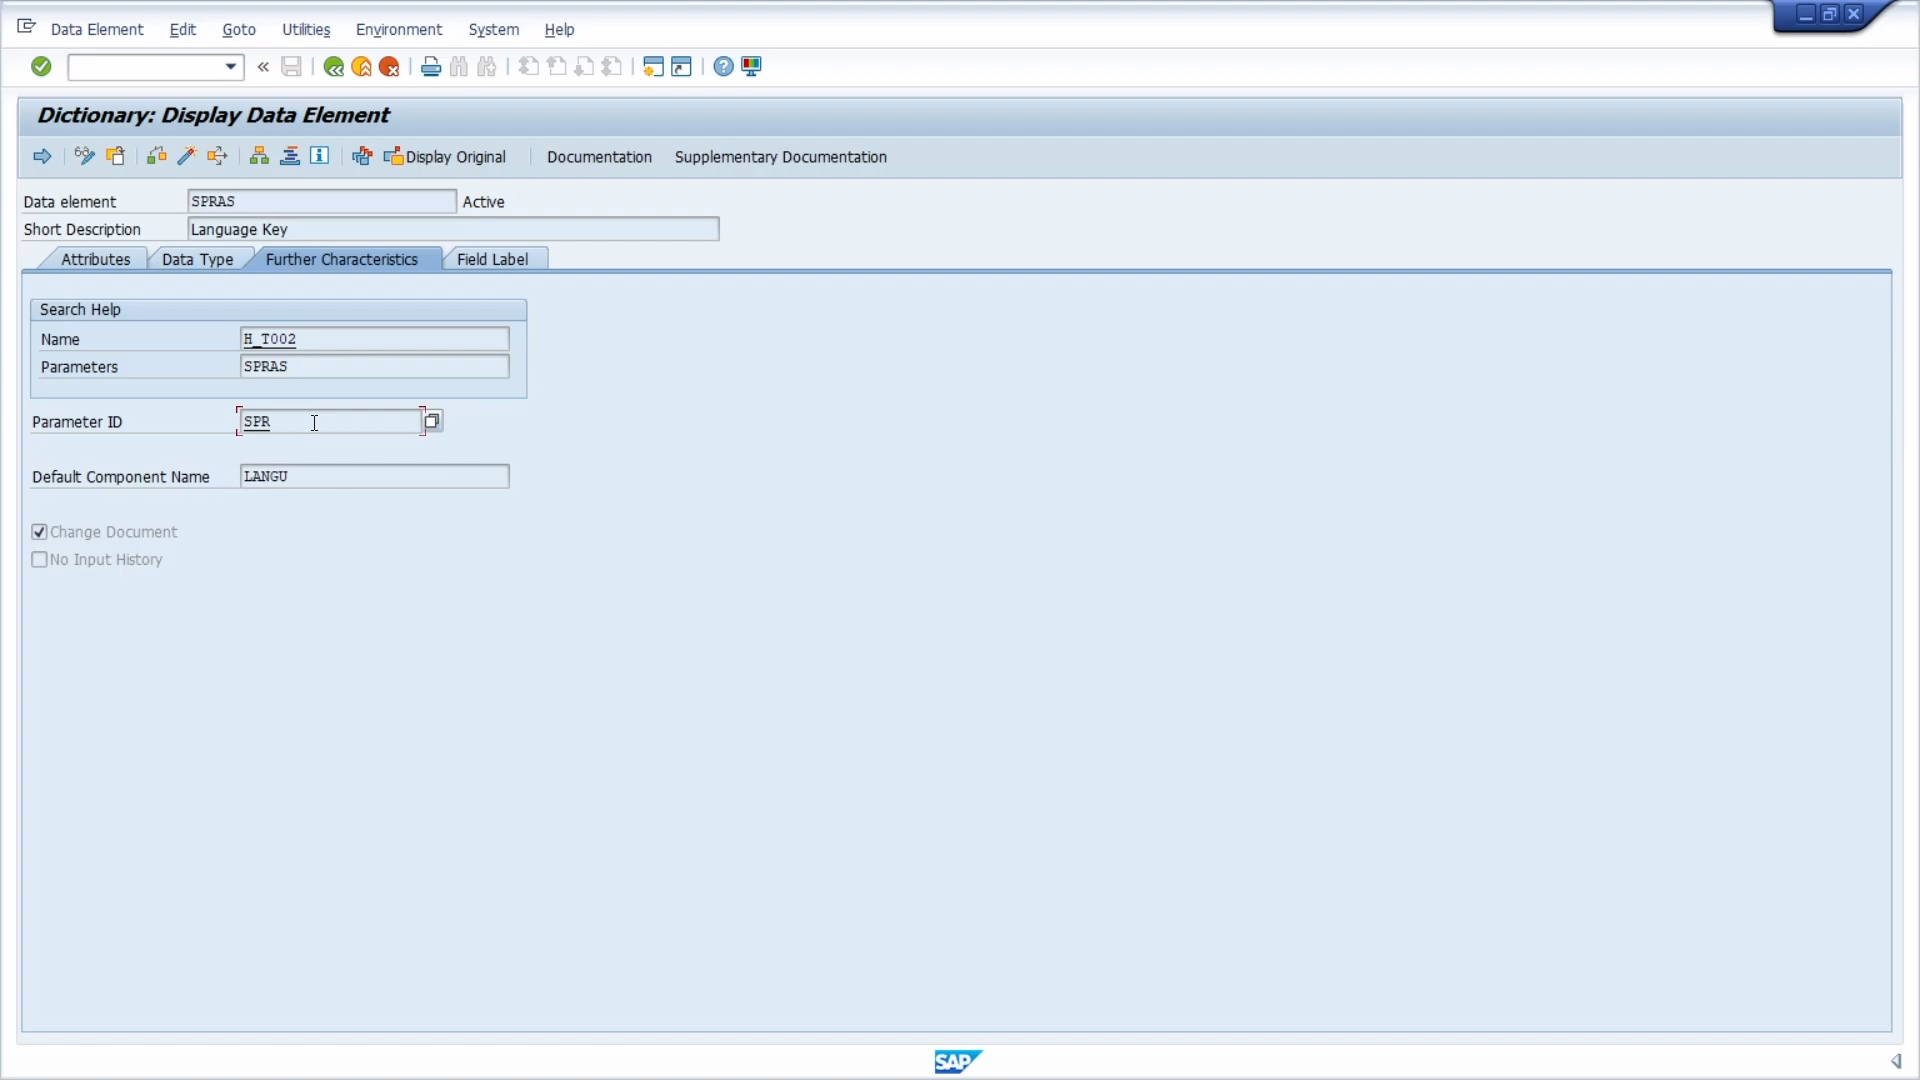 Data Element Edit Goto Utilities Environment System Help
Dictionary: Display Data Element
Display Original Documentation Supplementary Documentation
Data element SPRAS Active
Short Description Language Key
Attributes Data Type Further Characteristics Field Label
Search Help
Name H_T002
Parameters SPRAS
Parameter ID SPR
Default Component Name LANGU
Change Document
No Input History
SAP